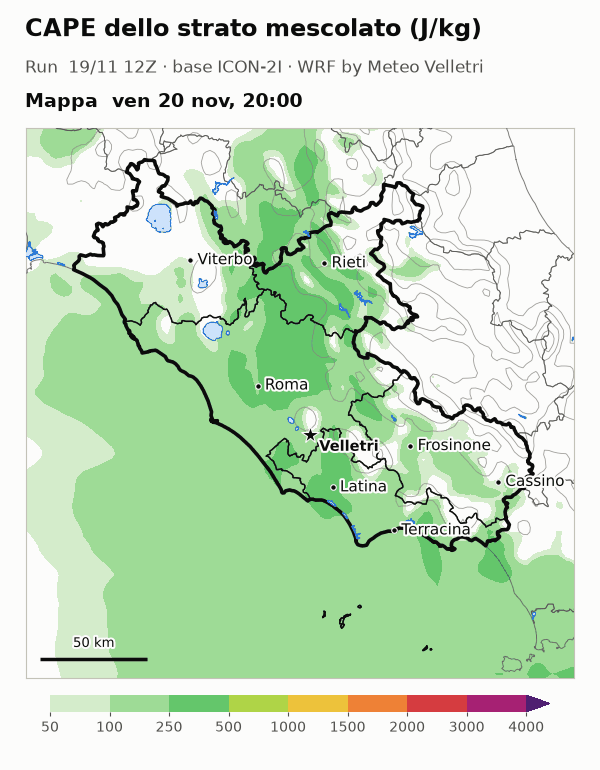 CAPE dello strato mescolato (J/kg)
Run  19/11 12Z · base ICON-2I · WRF by Meteo Velletri
Mappa  ven 20 nov, 20:00
Viterbo
Rieti
Roma
Velletri
Frosinone
Latina
Cassino
Terracina
50 km
50 100 250 500 1000 1500 2000 3000 4000